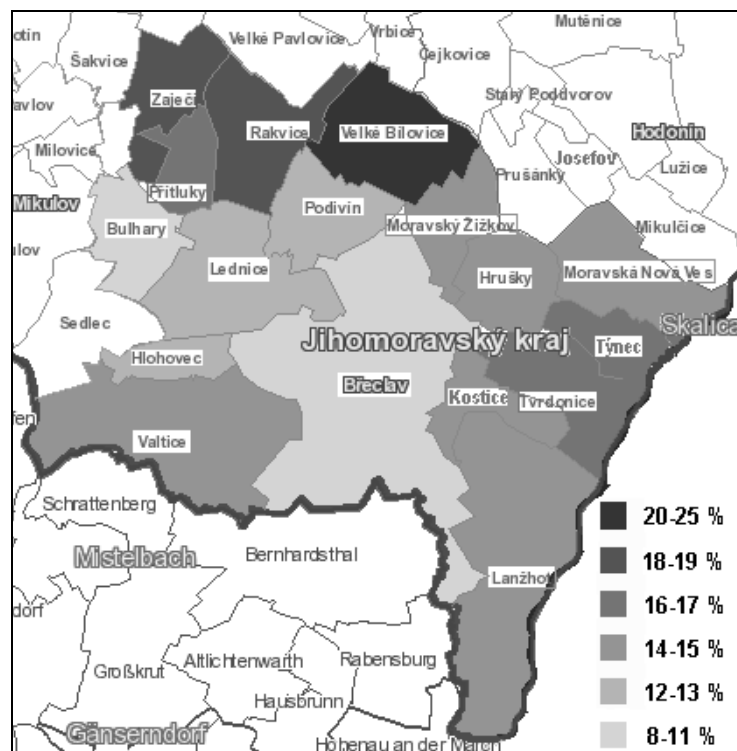 Mutěnice
otín
Velké Pavlovice
Vrbice
Šakvice
Čejkovice
Zaječí
Starý Poddvorov
avlov
Rakvice
Velké Bílovice
Hodonín
Milovice
Josefov
Prušánky
Lužice
Přítluky
Mikulov
Podivín
Moravský Žižkov
Mikulčice
Bulhary
ulov
Lednice
Hrušky
Moravská Nová Ves
Sedlec
Skalica
Jihomoravský kraj
Týnec
Hlohovec
Břeclav
Kostice
Tvrdonice
fen
Valtice
Schrattenberg
20-25 %
Mistelbach
Bernhardsthal
18-19 %
Lanžhot
16-17 %
dorf
14-15 %
Großkrut
Altlichtenwarth
Rabensburg
12-13 %
Hausbrunn
Gänserndorf
8-11 %
Hohenau an der March